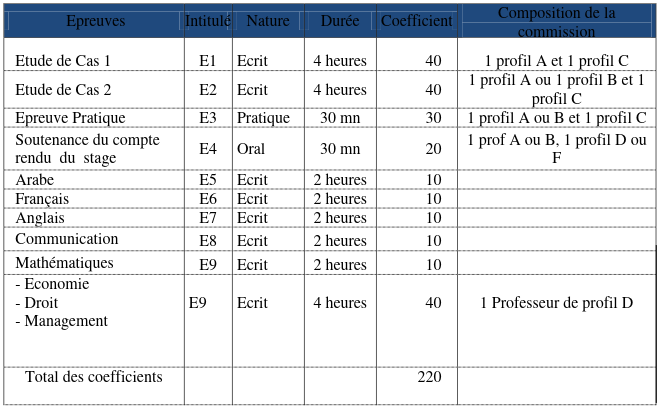 Epreuves Intitulé Nature Durée Coefficient Composition de la commission
Etude de Cas 1 E1 Ecrit 4 heures 40 1 profil A et 1 profil C
Etude de Cas 2 E2 Ecrit 4 heures 40 1 profil A ou 1 profil B et 1 profil C
Epreuve Pratique E3 Pratique 30 mn 30 1 profil A ou B et 1 profil C
Soutenance du compte rendu du stage E4 Oral 30 mn 20 1 prof A ou B, 1 profil D ou F
Arabe E5 Ecrit 2 heures 10
Français E6 Ecrit 2 heures 10
Anglais E7 Ecrit 2 heures 10
Communication E8 Ecrit 2 heures 10
Mathématiques E9 Ecrit 2 heures 10
- Economie
- Droit E9 Ecrit 4 heures 40 1 Professeur de profil D
- Management
Total des coefficients 220